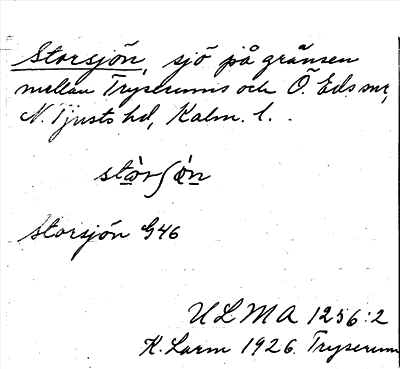 Storsjön, sjö på gränsen
mellan Tryserums och Ö. Eds snr,
N. Tjusts hd, Kalm. l.
stòrʃön
Storsjön G46
ULMA 1256:2
K. Larm 1926. Tryserum